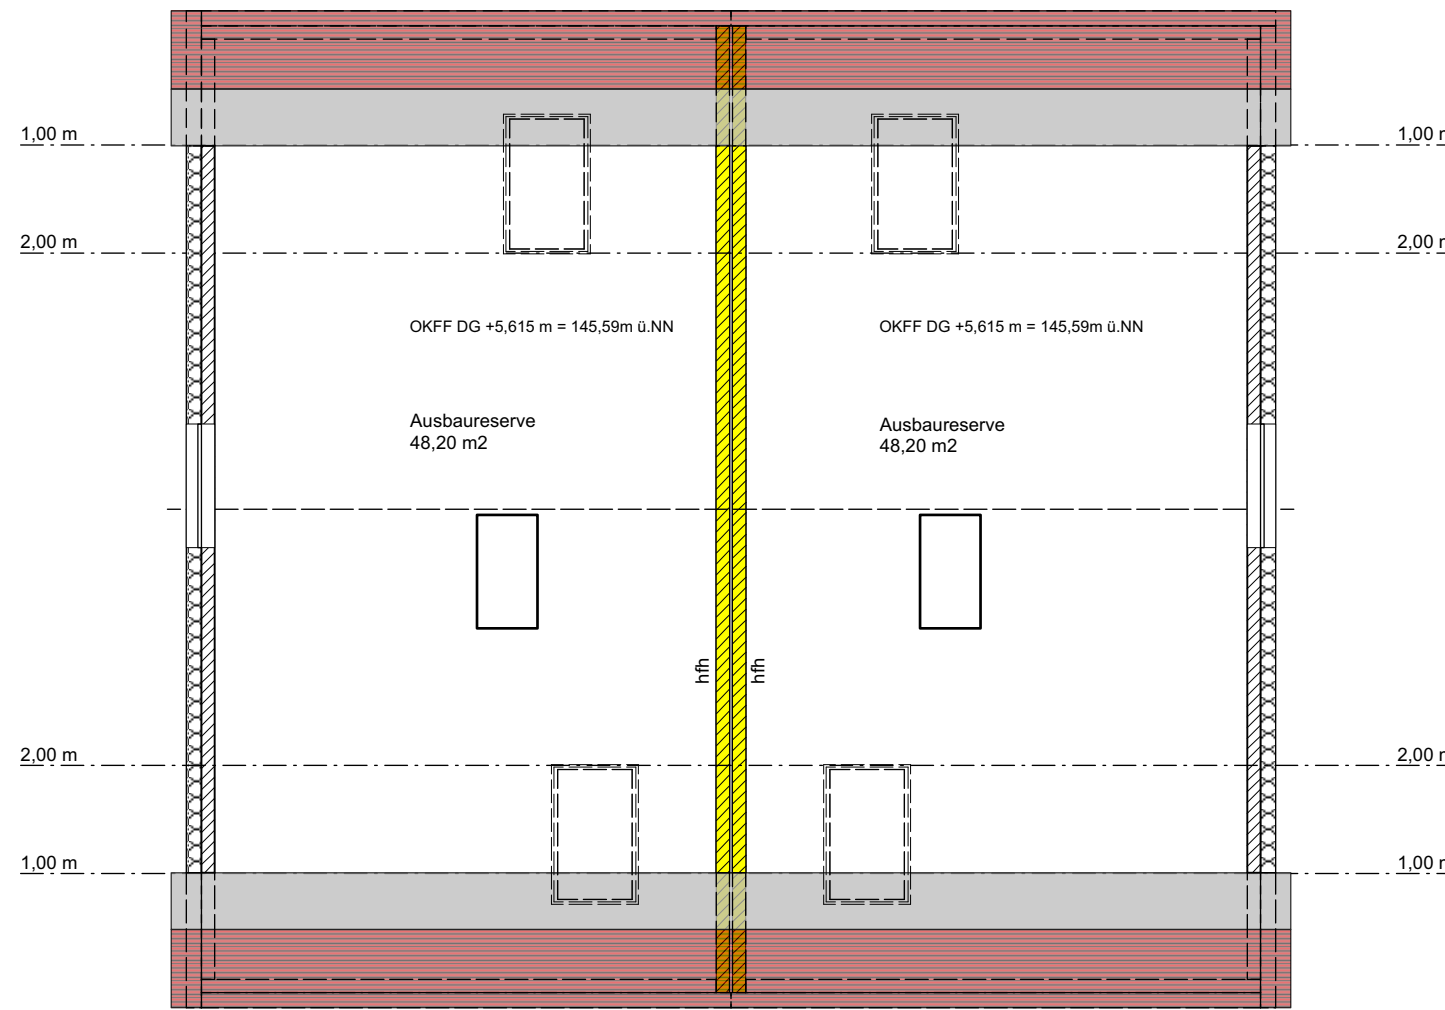 1,00 m
1,00 m
2,00 m
2,00 m
OKFF DG +5,615 m = 145,59m ü.NN
OKFF DG +5,615 m = 145,59m ü.NN
Ausbaureserve
48,20 m2
Ausbaureserve
48,20 m2
hfh
hfh
2,00 m
2,00 m
1,00 m
1,00 m